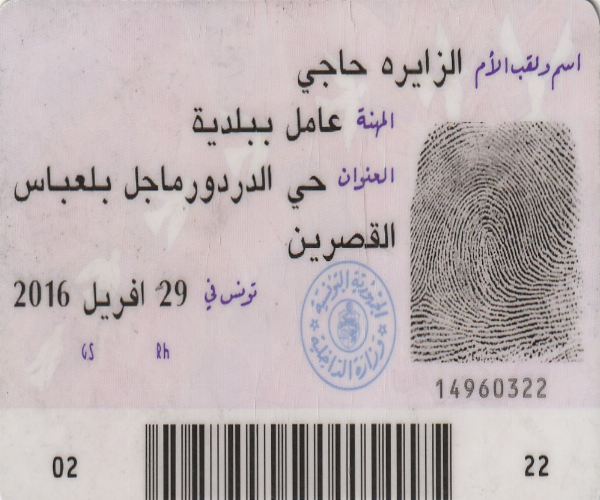 اسم ولقب الأم الزايره حاجي
المهنة عامل ببلدية
العنوان حي الدردورماجل بلعباس
القصرين
تونس في 29 افريل 2016
GS Rh
الجمهورية التونسية
وزارة الداخلية
14960322
02 22